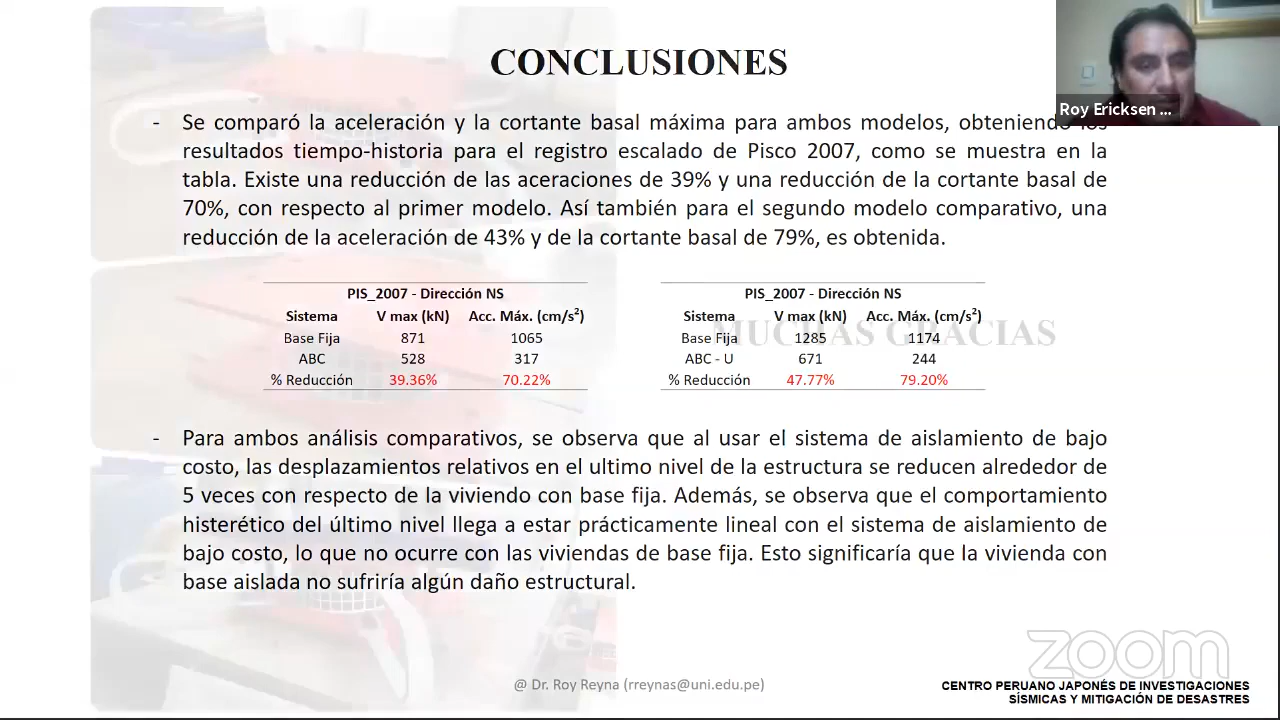 CONCLUSIONES
Roy Ericksen ...
- Se comparó la aceleración y la cortante basal máxima para ambos modelos, obteniendo los
resultados tiempo-historia para el registro escalado de Pisco 2007, como se muestra en la
tabla. Existe una reducción de las aceraciones de 39% y una reducción de la cortante basal de
70%, con respecto al primer modelo. Así también para el segundo modelo comparativo, una
reducción de la aceleración de 43% y de la cortante basal de 79%, es obtenida.
PIS_2007 - Dirección NS
Sistema V max (kN) Acc. Máx. (cm/s²)
Base Fija 871 1065
ABC 528 317
% Reducción 39.36% 70.22%
PIS_2007 - Dirección NS
Sistema V max (kN) Acc. Máx. (cm/s²)
MUCHAS GRACIAS
Base Fija 1285 1174
ABC - U 671 244
% Reducción 47.77% 79.20%
- Para ambos análisis comparativos, se observa que al usar el sistema de aislamiento de bajo
costo, las desplazamientos relativos en el ultimo nivel de la estructura se reducen alrededor de
5 veces con respecto de la viviendo con base fija. Además, se observa que el comportamiento
histerético del último nivel llega a estar prácticamente lineal con el sistema de aislamiento de
bajo costo, lo que no ocurre con las viviendas de base fija. Esto significaría que la vivienda con
base aislada no sufriría algún daño estructural.
zoom
@ Dr. Roy Reyna (rreynas@uni.edu.pe)
CENTRO PERUANO JAPONÉS DE INVESTIGACIONES
SÍSMICAS Y MITIGACIÓN DE DESASTRES